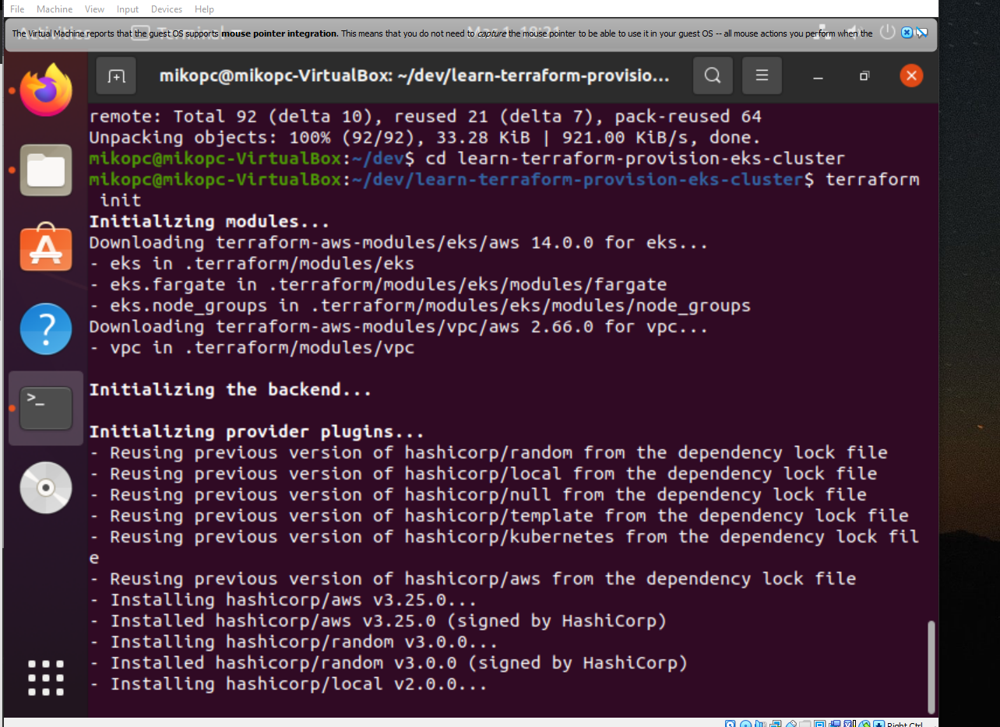 File Machine View Input Devices Help
The Virtual Machine reports that the guest OS supports mouse pointer integration. This means that you do not need to capture the mouse pointer to be able to use it in your guest OS -- all mouse actions you perform when the
mikopc@mikopc-VirtualBox: ~/dev/learn-terraform-provisio...
remote: Total 92 (delta 10), reused 21 (delta 7), pack-reused 64
Unpacking objects: 100% (92/92), 33.28 KiB | 921.00 KiB/s, done.
mikopc@mikopc-VirtualBox:~/dev$ cd learn-terraform-provision-eks-cluster
mikopc@mikopc-VirtualBox:~/dev/learn-terraform-provision-eks-cluster$ terraform
init
Initializing modules...
Downloading terraform-aws-modules/eks/aws 14.0.0 for eks...
- eks in .terraform/modules/eks
- eks.fargate in .terraform/modules/eks/modules/fargate
- eks.node_groups in .terraform/modules/eks/modules/node_groups
Downloading terraform-aws-modules/vpc/aws 2.66.0 for vpc...
- vpc in .terraform/modules/vpc
Initializing the backend...
Initializing provider plugins...
- Reusing previous version of hashicorp/random from the dependency lock file
- Reusing previous version of hashicorp/local from the dependency lock file
- Reusing previous version of hashicorp/null from the dependency lock file
- Reusing previous version of hashicorp/template from the dependency lock file
- Reusing previous version of hashicorp/kubernetes from the dependency lock fil
e
- Reusing previous version of hashicorp/aws from the dependency lock file
- Installing hashicorp/aws v3.25.0...
- Installed hashicorp/aws v3.25.0 (signed by HashiCorp)
- Installing hashicorp/random v3.0.0...
- Installed hashicorp/random v3.0.0 (signed by HashiCorp)
- Installing hashicorp/local v2.0.0...
Right Ctrl